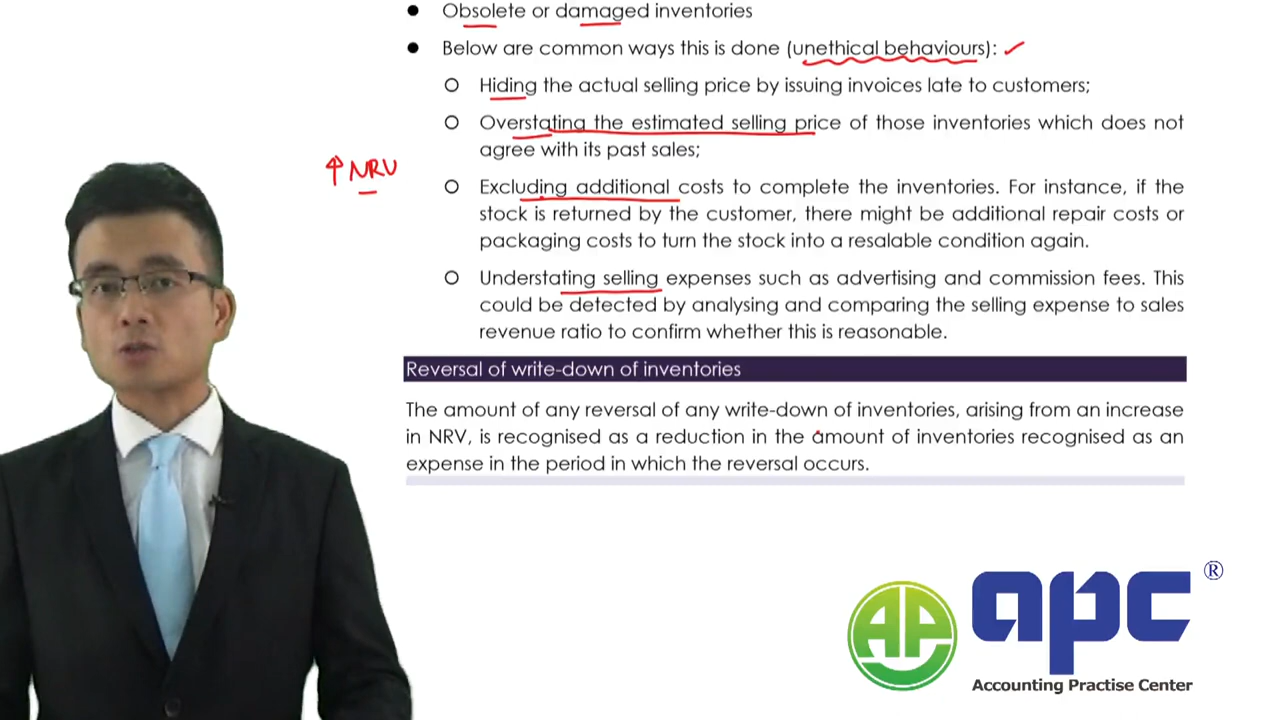 ● Obsolete or damaged inventories
● Below are common ways this is done (unethical behaviours): ✓
○ Hiding the actual selling price by issuing invoices late to customers;
○ Overstating the estimated selling price of those inventories which does not
agree with its past sales;
↑ NRV
○ Excluding additional costs to complete the inventories. For instance, if the
stock is returned by the customer, there might be additional repair costs or
packaging costs to turn the stock into a resalable condition again.
○ Understating selling expenses such as advertising and commission fees. This
could be detected by analysing and comparing the selling expense to sales
revenue ratio to confirm whether this is reasonable.
Reversal of write-down of inventories
The amount of any reversal of any write-down of inventories, arising from an increase
in NRV, is recognised as a reduction in the amount of inventories recognised as an
expense in the period in which the reversal occurs.
AP
apc®
Accounting Practise Center